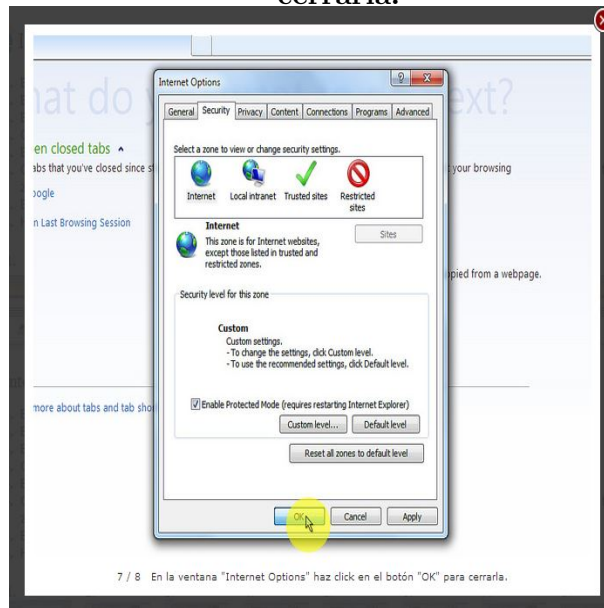 cerrarla.
hat do
ext?
Internet Options
General Security Privacy Content Connections Programs Advanced
Select a zone to view or change security settings.
Internet Local intranet Trusted sites Restricted sites
Internet
Sites
This zone is for Internet websites,
except those listed in trusted and
restricted zones.
en closed tabs
abs that you've closed since
your browsing
oogle
Last Browsing Session
opied from a webpage.
Security level for this zone
Custom
Custom settings.
- To change the settings, click Custom level.
- To use the recommended settings, click Default level.
more about tabs and tab sho
Enable Protected Mode (requires restarting Internet Explorer)
Custom level... Default level
Reset all zones to default level
OK Cancel Apply
7 / 8 En la ventana "Internet Options" haz click en el botón "OK" para cerrarla.